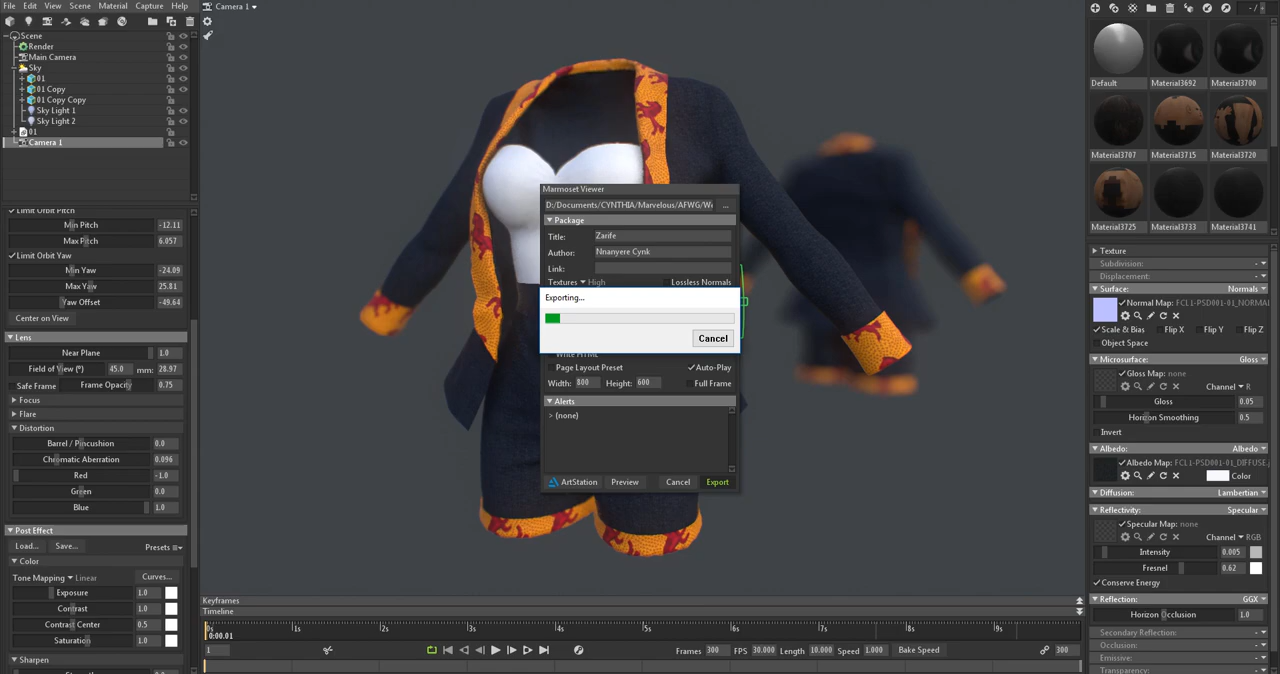 File Edit View Scene Material Capture Help
Camera 1
Scene
Render
Main Camera
Sky
01
01 Copy
01 Copy Copy
Sky Light 1
Sky Light 2
01
Camera 1
Limit Orbit Pitch
Min Pitch -12.11
Max Pitch 6.057
Limit Orbit Yaw
Min Yaw -24.09
Max Yaw 25.81
Yaw Offset -49.64
Center on View
Lens
Near Plane 1.0
Field of View (º) 45.0 mm: 28.97
Safe Frame Frame Opacity 0.75
Focus
Flare
Distortion
Barrel / Pincushion 0.0
Chromatic Aberration 0.096
Red -1.0
Green 0.0
Blue 1.0
Post Effect
Load... Save... Presets
Color
Tone Mapping Linear Curves...
Exposure 1.0
Contrast 1.0
Contrast Center 0.5
Saturation 1.0
Sharpen
Marmoset Viewer
D:/Documents/CYNTHIA/Marvelous/AFWG/W ...
Package
Title: Zarife
Author: Nnanyere Cynk
Link:
Textures High Lossless Normals
Exporting...
Cancel
Write HTML
Page Layout Preset Auto-Play
Width: 800 Height: 600 Full Frame
Alerts
> (none)
ArtStation Preview Cancel Export
Keyframes
Timeline
0s 1s 2s 3s 4s 5s 6s 7s 8s 9s
0:00.01
1 Frames 300 FPS 30.000 Length 10.000 Speed 1.000 Bake Speed 300
- /
Default Material3692 Material3700
Material3707 Material3715 Material3720
Material3725 Material3733 Material3741
Texture
Subdivision: -
Displacement: -
Surface: Normals
Normal Map: FCL1-PSD001-01_NORMA
Scale & Bias Flip X Flip Y Flip Z
Object Space
Microsurface: Gloss
Gloss Map: none
Channel R
Gloss 0.05
Horizon Smoothing 0.5
Invert
Albedo: Albedo
Albedo Map: FCL1-PSD001-01_DIFFUSE.
Color
Diffusion: Lambertian
Reflectivity: Specular
Specular Map: none
Channel RGB
Intensity 0.005
Fresnel 0.62
Conserve Energy
Reflection: GGX
Horizon Occlusion 1.0
Secondary Reflection: -
Occlusion: -
Emissive: -
Transparency: -